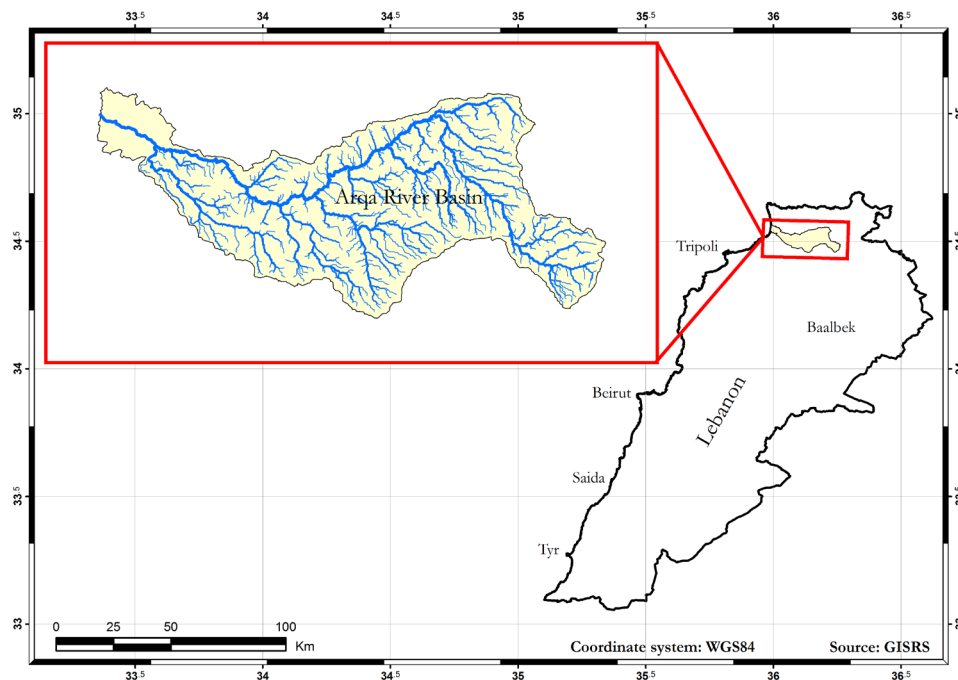 33.5 34 34.5 35 35.5 36 36.5
35
Arqa River Basin
34.5
Tripoli
Baalbek
34
Beirut
Lebanon
33.5
Saida
Tyr
33
0 25 50 100
Km
Coordinate system: WGS84 Source: GISRS
33.5 34 34.5 35 35.5 36 36.5